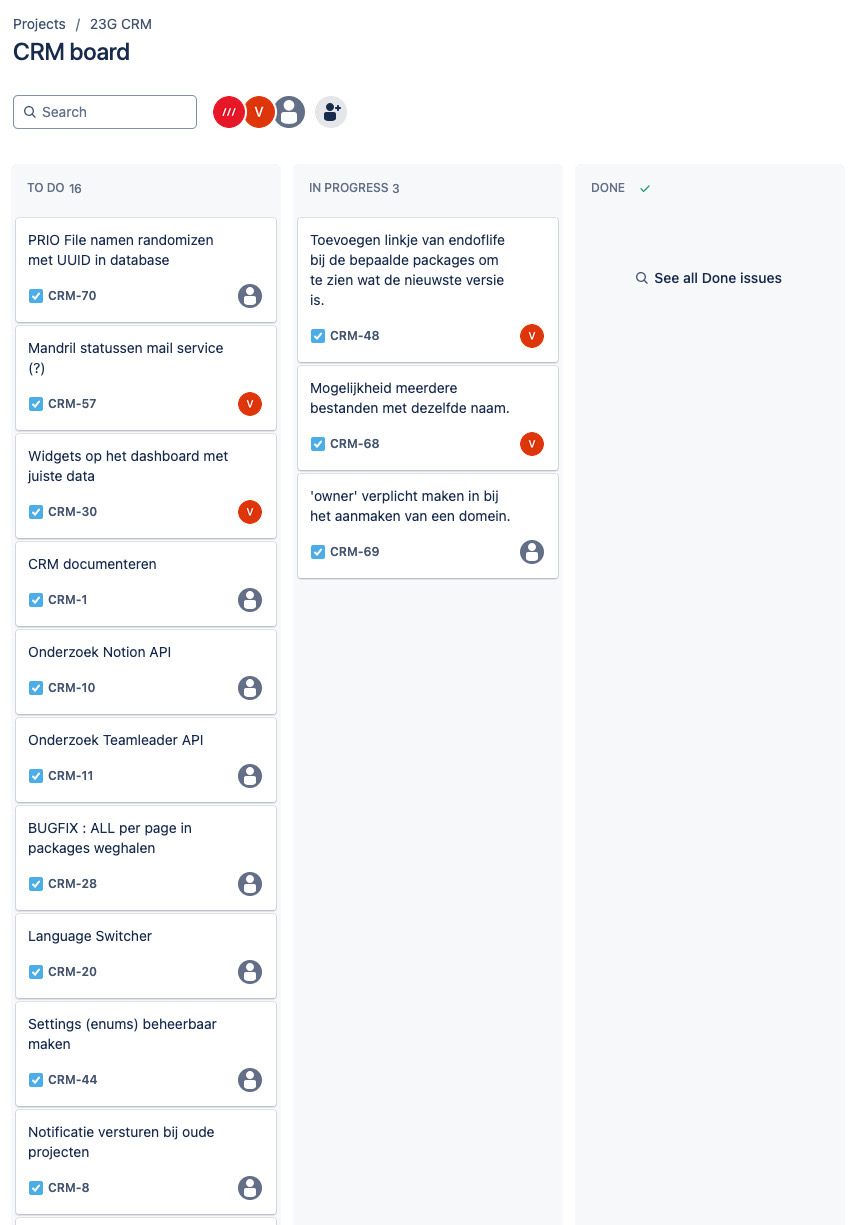 Projects / 23G CRM
CRM board
Search
/// V
TO DO 16
PRIO File namen randomizen
met UUID in database
CRM-70
Mandril statussen mail service
(?)
CRM-57
V
Widgets op het dashboard met
juiste data
CRM-30
V
CRM documenteren
CRM-1
Onderzoek Notion API
CRM-10
Onderzoek Teamleader API
CRM-11
BUGFIX : ALL per page in
packages weghalen
CRM-28
Language Switcher
CRM-20
Settings (enums) beheerbaar
maken
CRM-44
Notificatie versturen bij oude
projecten
CRM-8
IN PROGRESS 3
Toevoegen linkje van endoflife
bij de bepaalde packages om
te zien wat de nieuwste versie
is.
CRM-48
V
Mogelijkheid meerdere
bestanden met dezelfde naam.
CRM-68
V
'owner' verplicht maken in bij
het aanmaken van een domein.
CRM-69
DONE
See all Done issues